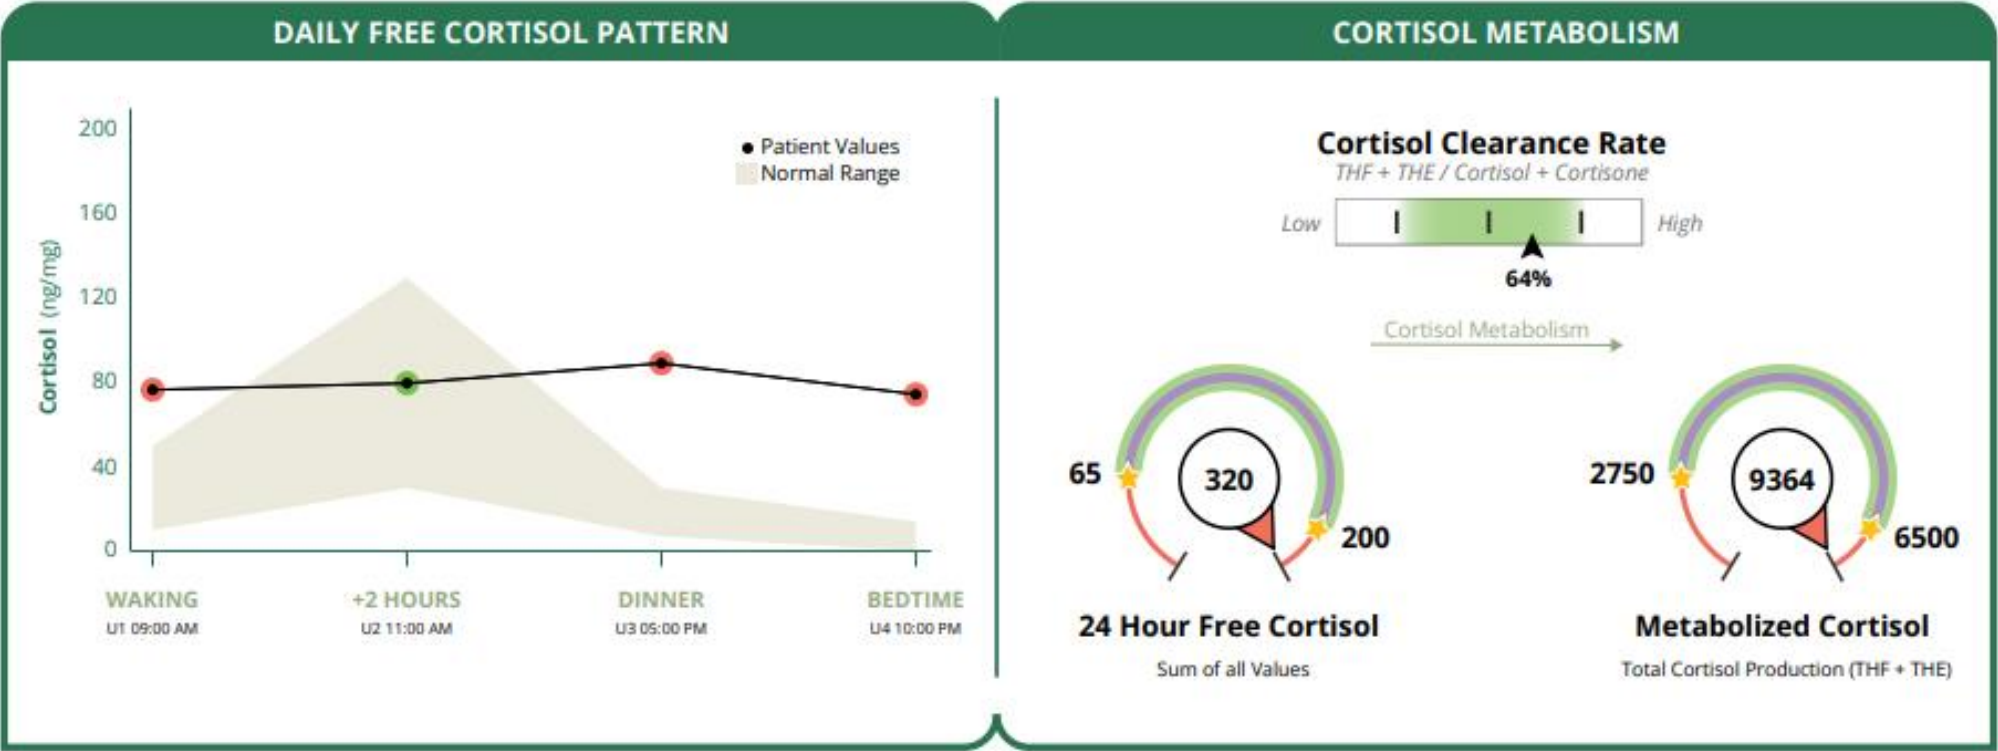 DAILY FREE CORTISOL PATTERN
Cortisol (ng/mg)
200
160
120
80
40
0
Patient Values
Normal Range
WAKING
U1 09:00 AM
+2 HOURS
U2 11:00 AM
DINNER
U3 05:00 PM
BEDTIME
U4 10:00 PM
CORTISOL METABOLISM
Cortisol Clearance Rate
THF + THE / Cortisol + Cortisone
Low
High
64%
Cortisol Metabolism
65
320
200
24 Hour Free Cortisol
Sum of all Values
2750
9364
6500
Metabolized Cortisol
Total Cortisol Production (THF + THE)